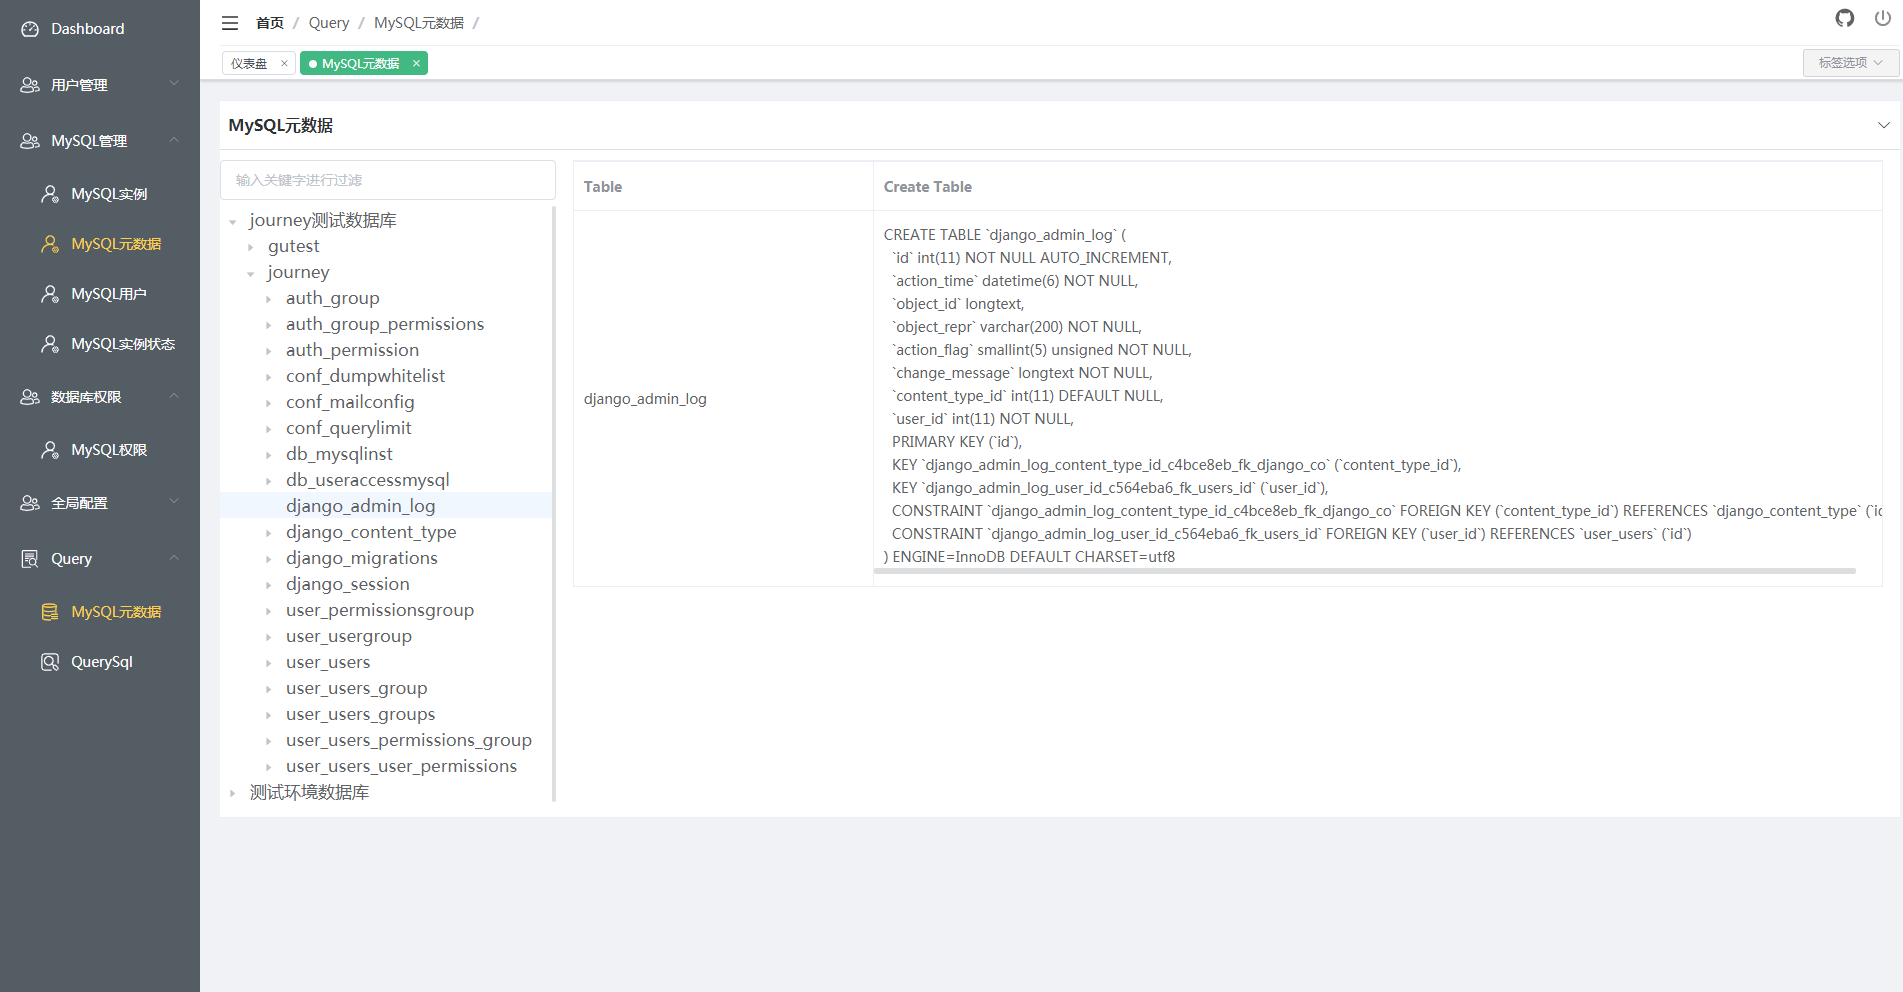 Dashboard
用户管理
MySQL管理
MySQL实例
MySQL元数据
MySQL用户
MySQL实例状态
数据库权限
MySQL权限
全局配置
Query
MySQL元数据
QuerySql
首页 / Query / MySQL元数据 /
仪表盘 ×
MySQL元数据 ×
标签选项
MySQL元数据
输入关键字进行过滤
journey测试数据库
gutest
journey
auth_group
auth_group_permissions
auth_permission
conf_dumpwhitelist
conf_mailconfig
conf_querylimit
db_mysqlinst
db_useraccessmysql
django_admin_log
django_content_type
django_migrations
django_session
user_permissionsgroup
user_usergroup
user_users
user_users_group
user_users_groups
user_users_permissions_group
user_users_user_permissions
测试环境数据库
Table
Create Table
django_admin_log
CREATE TABLE `django_admin_log` (
`id` int(11) NOT NULL AUTO_INCREMENT,
`action_time` datetime(6) NOT NULL,
`object_id` longtext,
`object_repr` varchar(200) NOT NULL,
`action_flag` smallint(5) unsigned NOT NULL,
`change_message` longtext NOT NULL,
`content_type_id` int(11) DEFAULT NULL,
`user_id` int(11) NOT NULL,
PRIMARY KEY (`id`),
KEY `django_admin_log_content_type_id_c4bce8eb_fk_django_co` (`content_type_id`),
KEY `django_admin_log_user_id_c564eba6_fk_users_id` (`user_id`),
CONSTRAINT `django_admin_log_content_type_id_c4bce8eb_fk_django_co` FOREIGN KEY (`content_type_id`) REFERENCES `django_content_type` (`id
CONSTRAINT `django_admin_log_user_id_c564eba6_fk_users_id` FOREIGN KEY (`user_id`) REFERENCES `user_users` (`id`)
) ENGINE=InnoDB DEFAULT CHARSET=utf8